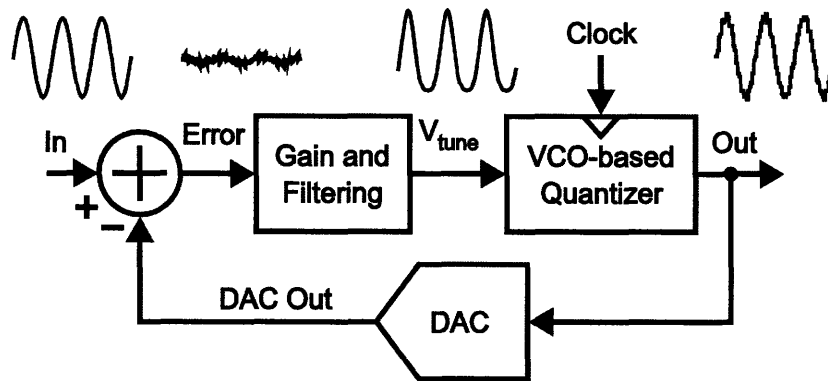 Clock
In
Error
Gain and
Filtering
Vtune
VCO-based
Quantizer
Out
+
−
DAC Out
DAC